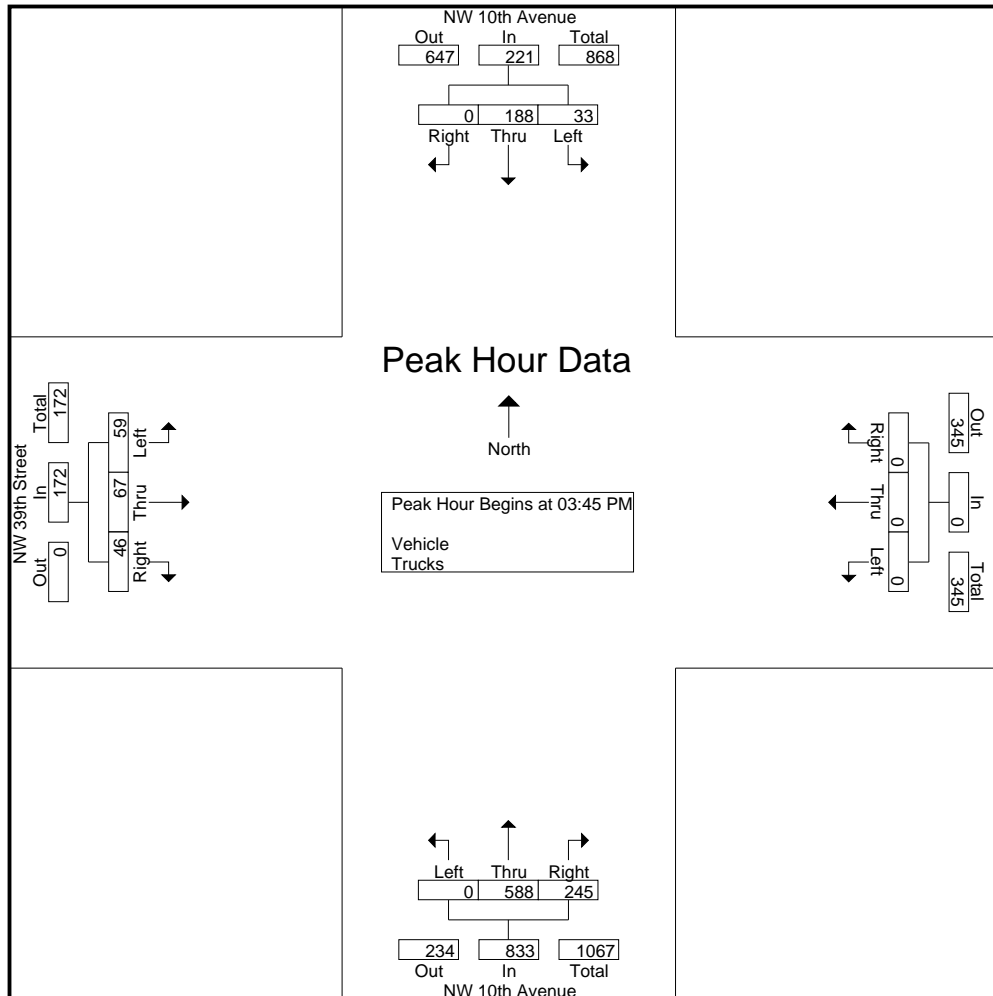 NW 10th Avenue
Out In Total
647 221 868
0 188 33
Right Thru Left
Peak Hour Data
North
Peak Hour Begins at 03:45 PM
Vehicle
Trucks
NW 39th Street
Out In Total
0 172 172
46 67 59
Right Thru Left
Out In Total
345 0 345
0 0 0
Right Thru Left
Left Thru Right
0 588 245
234 833 1067
Out In Total
NW 10th Avenue